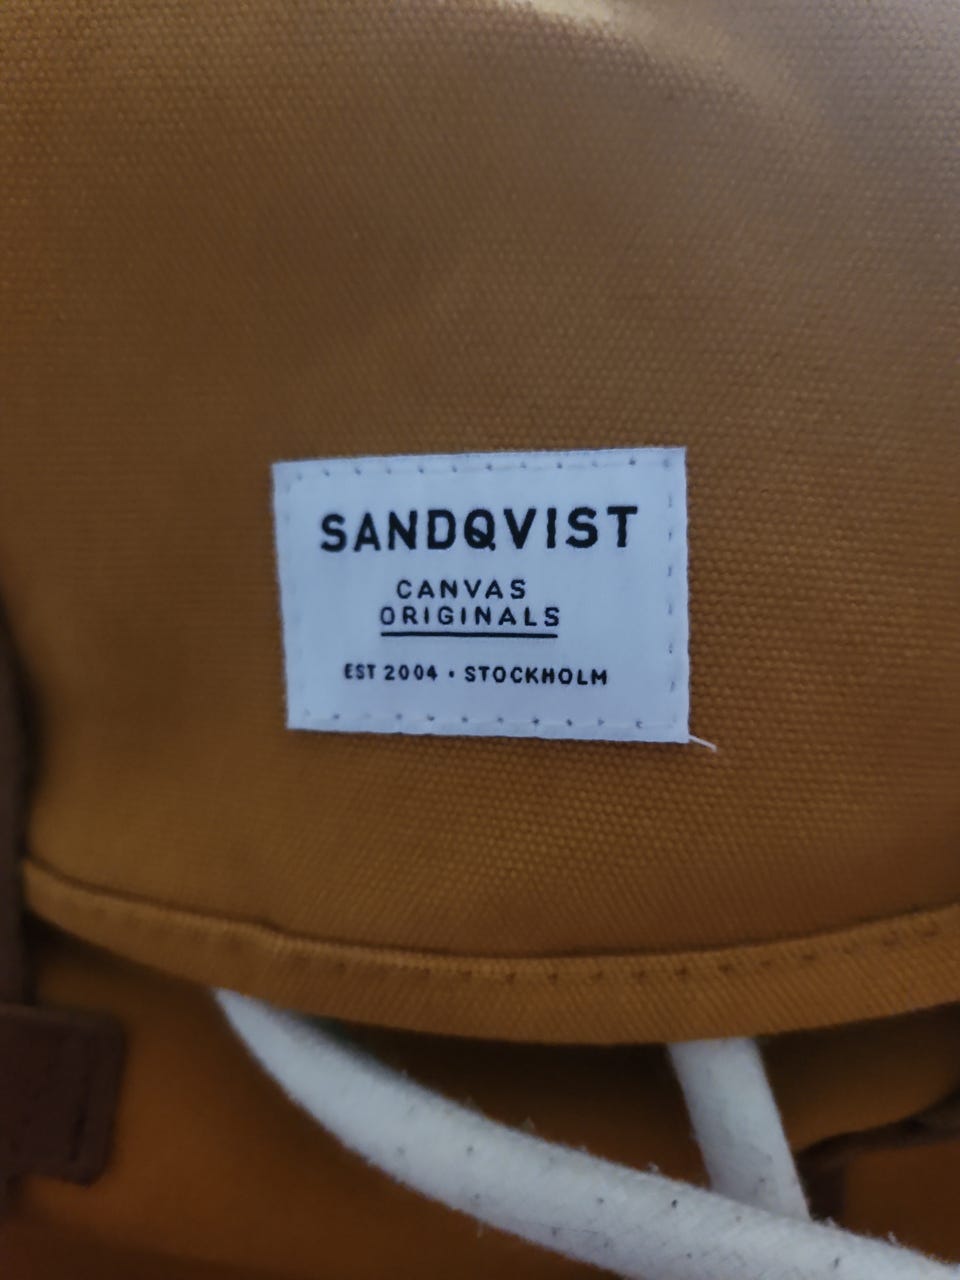 SANDQVIST
CANVAS
ORIGINALS
EST 2004 • STOCKHOLM